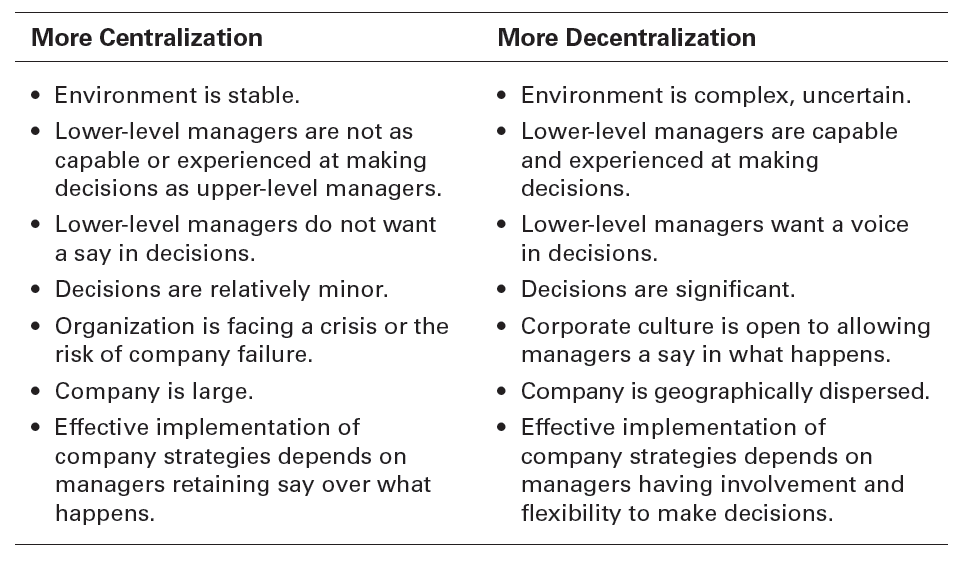 More Centralization
More Decentralization
• Environment is stable.
• Lower-level managers are not as
capable or experienced at making
decisions as upper-level managers.
• Lower-level managers do not want
a say in decisions.
• Decisions are relatively minor.
• Organization is facing a crisis or the
risk of company failure.
• Company is large.
• Effective implementation of
company strategies depends on
managers retaining say over what
happens.
• Environment is complex, uncertain.
• Lower-level managers are capable
and experienced at making
decisions.
• Lower-level managers want a voice
in decisions.
• Decisions are significant.
• Corporate culture is open to allowing
managers a say in what happens.
• Company is geographically dispersed.
• Effective implementation of
company strategies depends on
managers having involvement and
flexibility to make decisions.